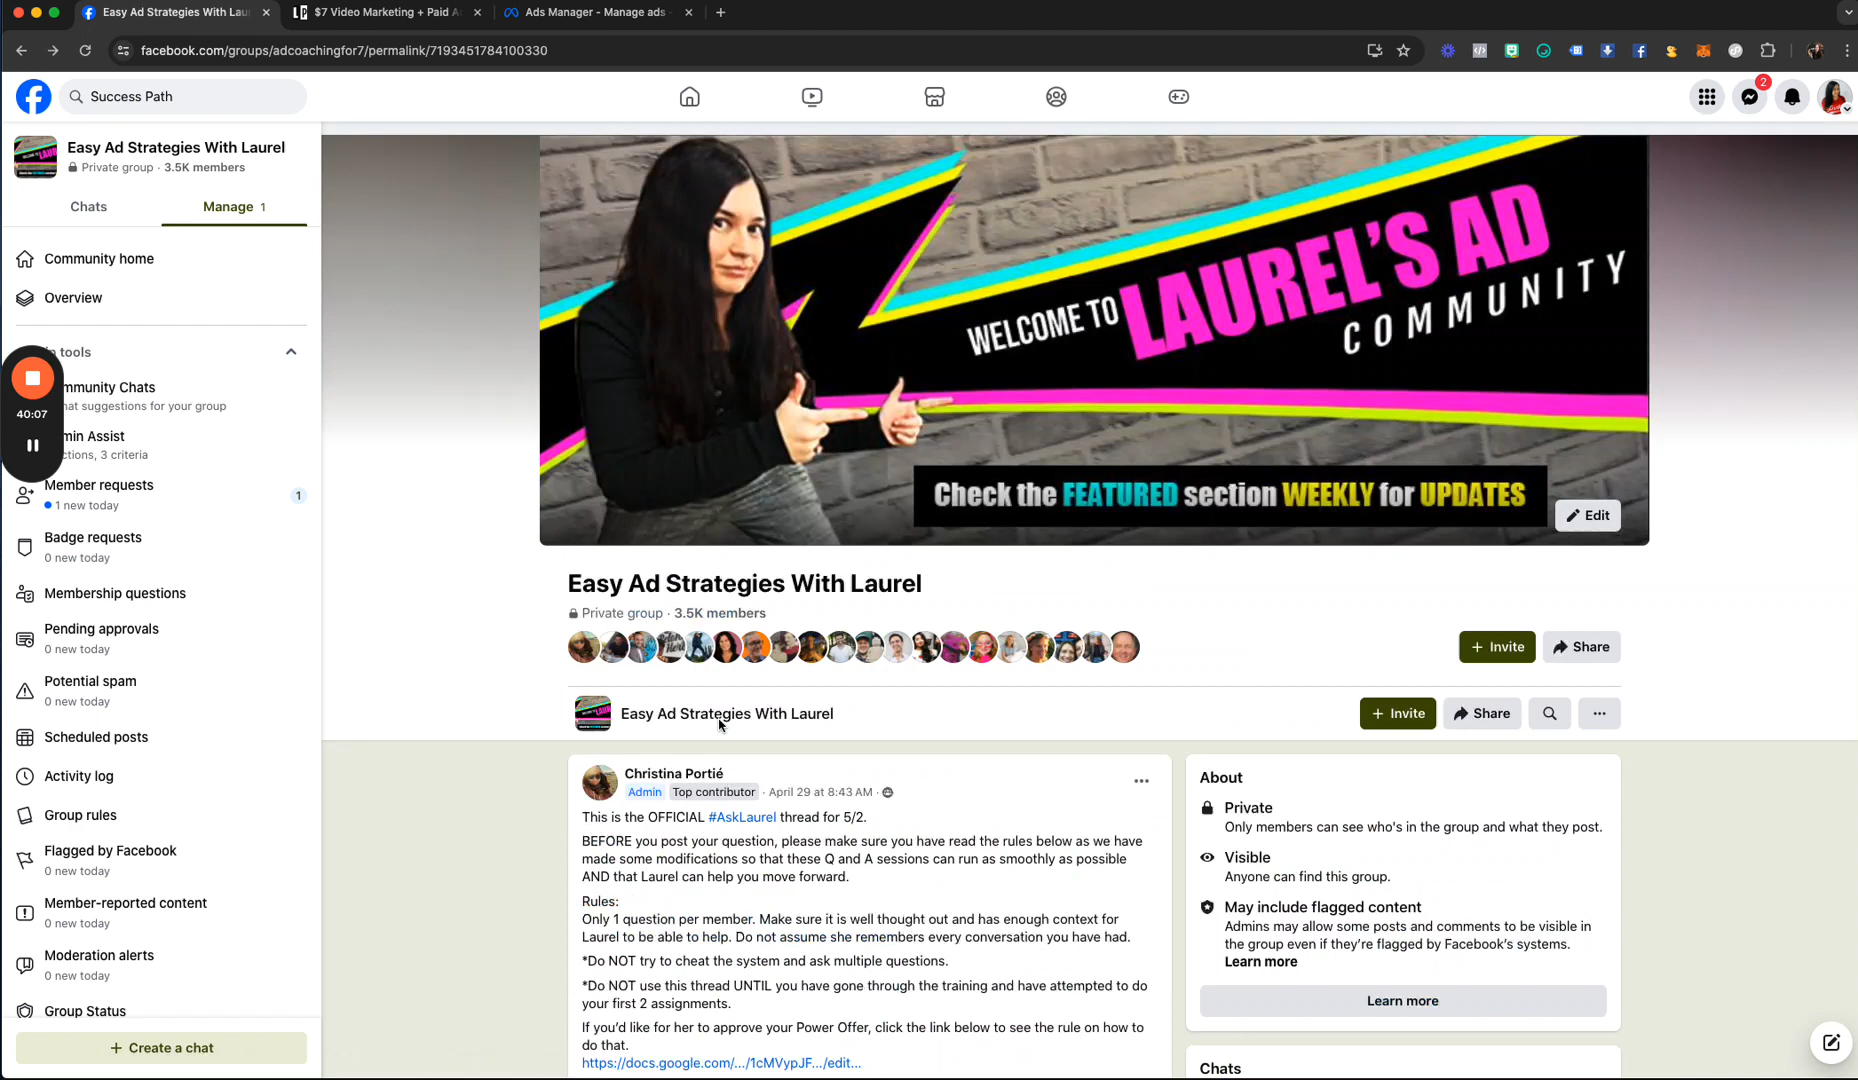 Easy Ad Strategies With Laur
$7 Video Marketing + Paid A
Ads Manager - Manage ads -
facebook.com/groups/adcoachingfor7/permalink/7193451784100330
Success Path
2
Easy Ad Strategies With Laurel
Private group · 3.5K members
Chats
Manage 1
Community home
Overview
n tools
mmunity Chats
hat suggestions for your group
min Assist
ctions, 3 criteria
40:07
Member requests
1 new today
1
Badge requests
0 new today
Membership questions
Pending approvals
0 new today
Potential spam
0 new today
Scheduled posts
Activity log
Group rules
Flagged by Facebook
0 new today
Member-reported content
0 new today
Moderation alerts
0 new today
Group Status
+ Create a chat
WELCOME TO LAUREL'S AD
COMMUNITY
Check the FEATURED section WEEKLY for UPDATES
Edit
Easy Ad Strategies With Laurel
Private group · 3.5K members
+ Invite
Share
Easy Ad Strategies With Laurel
+ Invite
Share
Christina Portié
Admin Top contributor · April 29 at 8:43 AM ·
This is the OFFICIAL #AskLaurel thread for 5/2.
BEFORE you post your question, please make sure you have read the rules below as we have
made some modifications so that these Q and A sessions can run as smoothly as possible
AND that Laurel can help you move forward.
Rules:
Only 1 question per member. Make sure it is well thought out and has enough context for
Laurel to be able to help. Do not assume she remembers every conversation you have had.
*Do NOT try to cheat the system and ask multiple questions.
*Do NOT use this thread UNTIL you have gone through the training and have attempted to do
your first 2 assignments.
If you'd like for her to approve your Power Offer, click the link below to see the rule on how to
do that.
https://docs.google.com/.../1cMVypJF.../edit...
About
Private
Only members can see who's in the group and what they post.
Visible
Anyone can find this group.
May include flagged content
Admins may allow some posts and comments to be visible in
the group even if they're flagged by Facebook's systems.
Learn more
Learn more
Chats